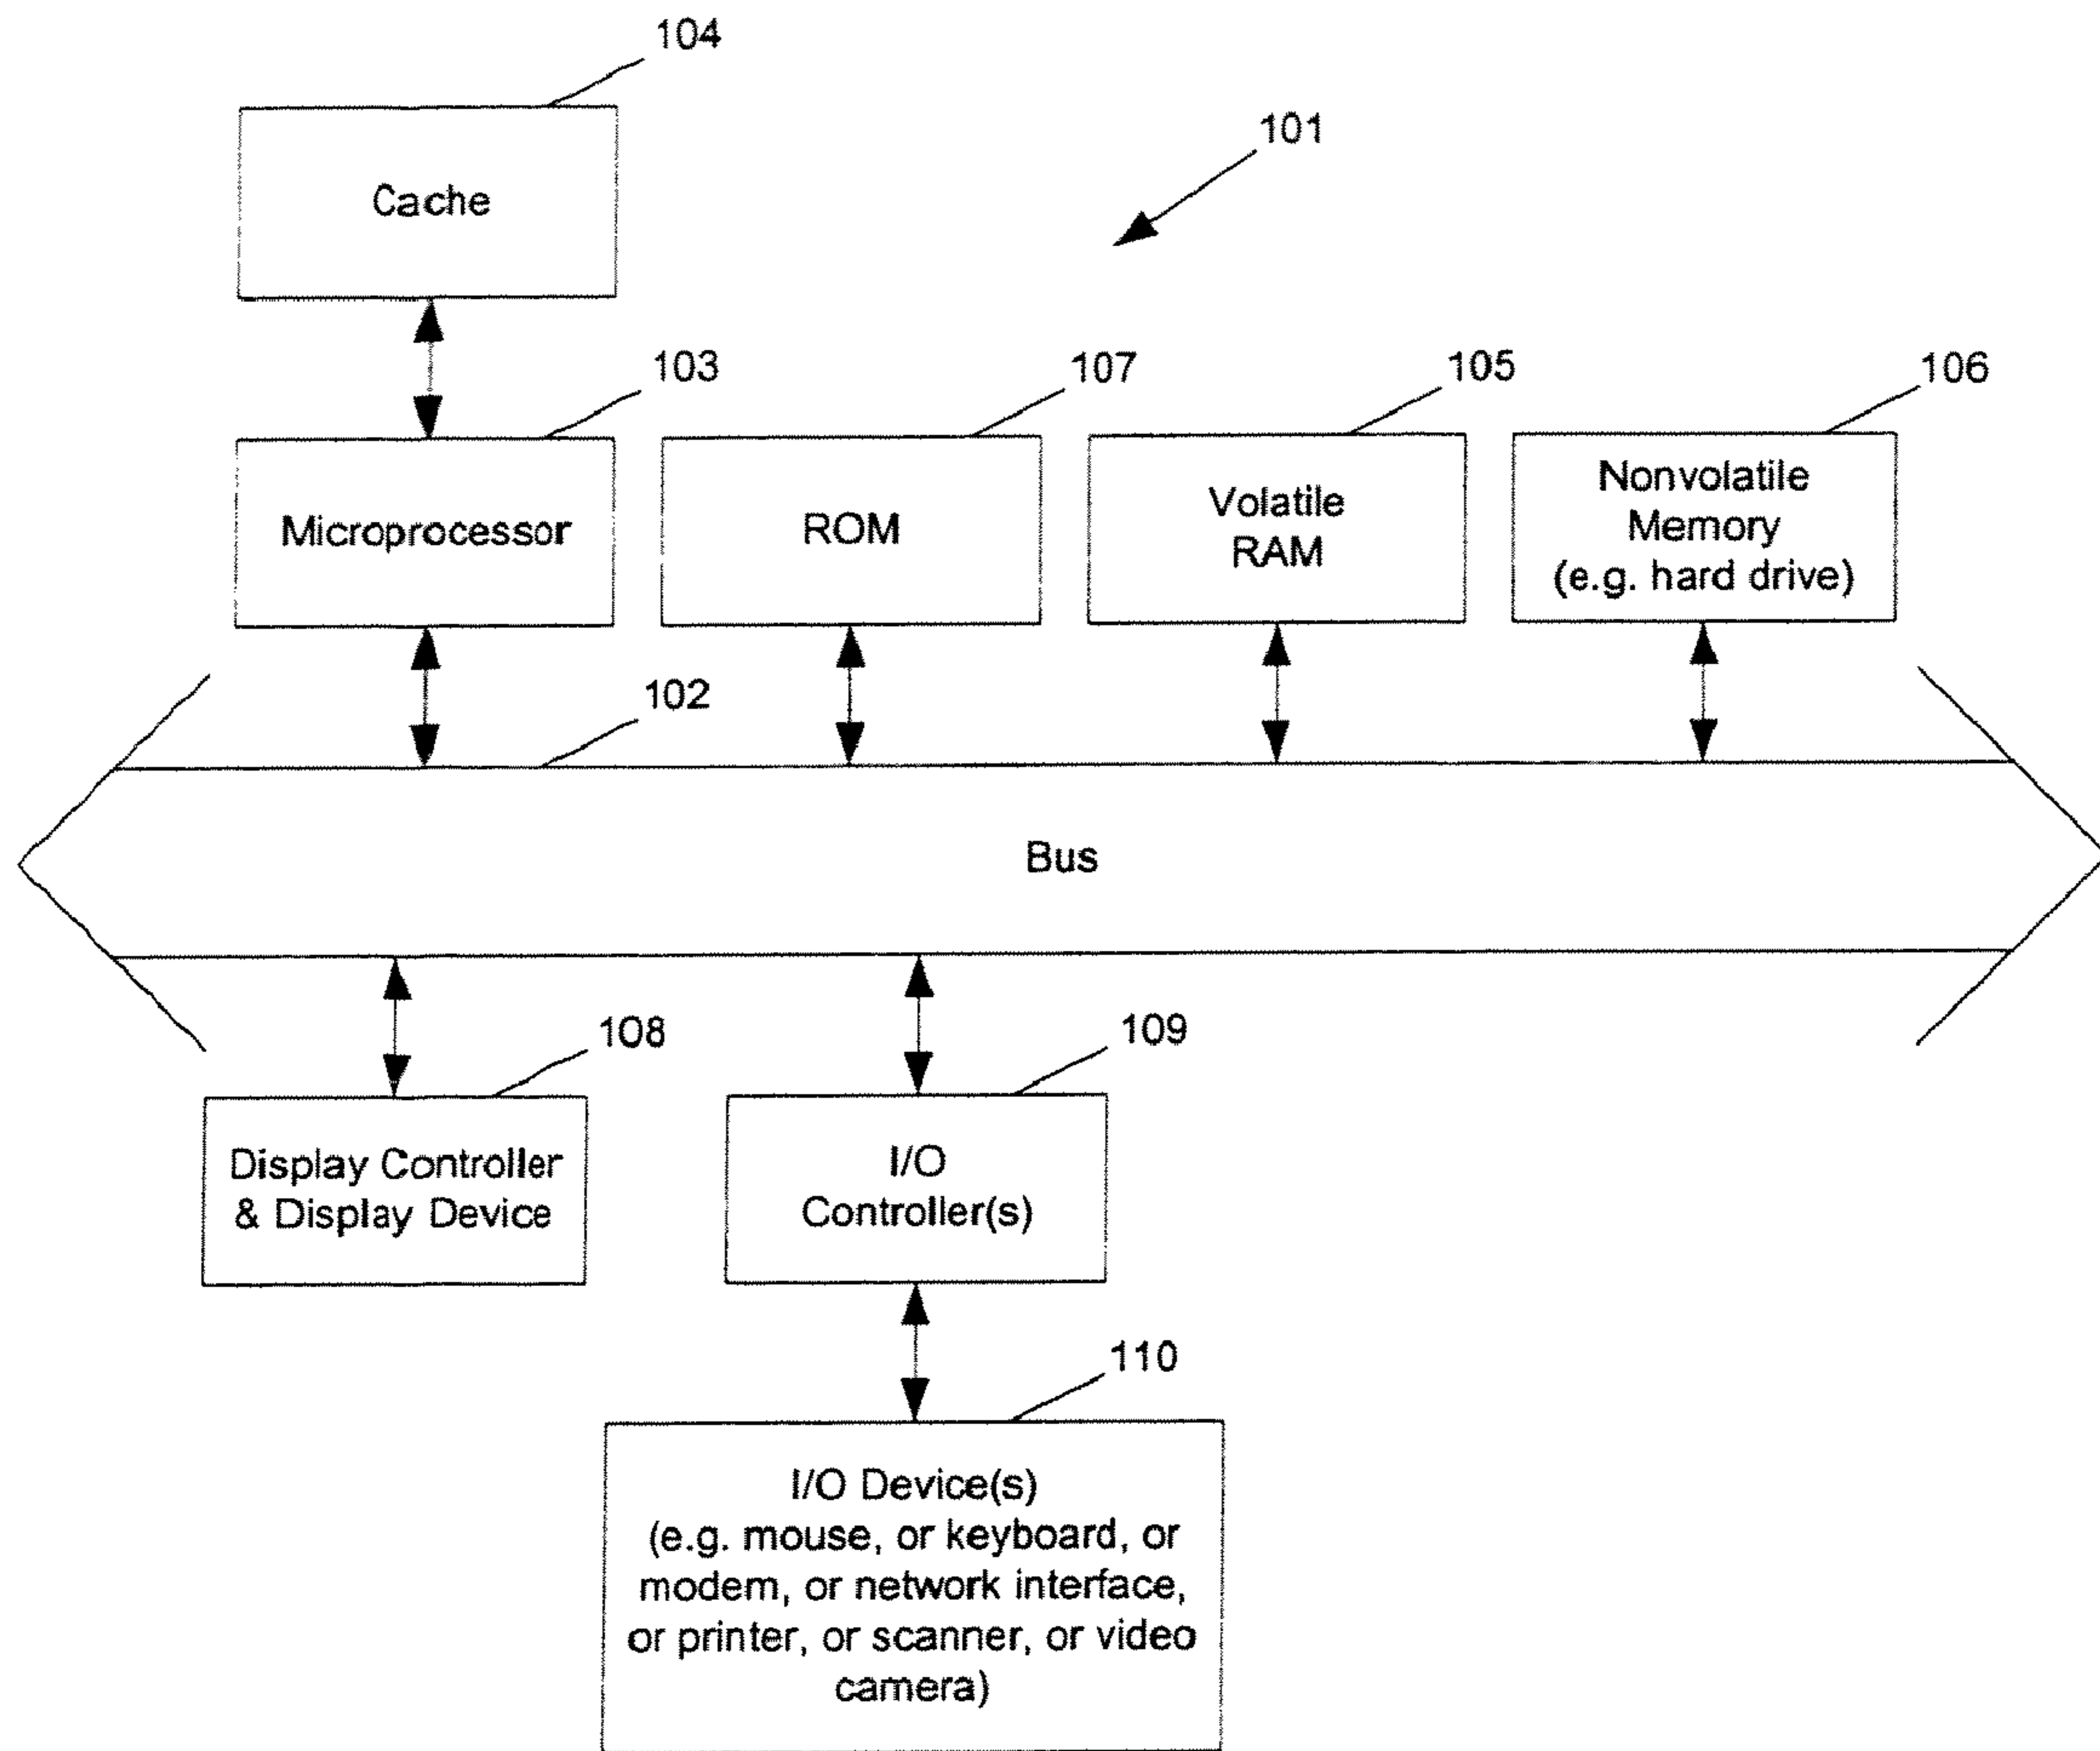 104
101
Cache
103
107
105
106
Microprocessor
ROM
Volatile
RAM
Nonvolatile
Memory
(e.g. hard drive)
102
Bus
108
109
Display Controller
& Display Device
I/O
Controller(s)
110
I/O Device(s)
(e.g. mouse, or keyboard, or
modem, or network interface,
or printer, or scanner, or video
camera)